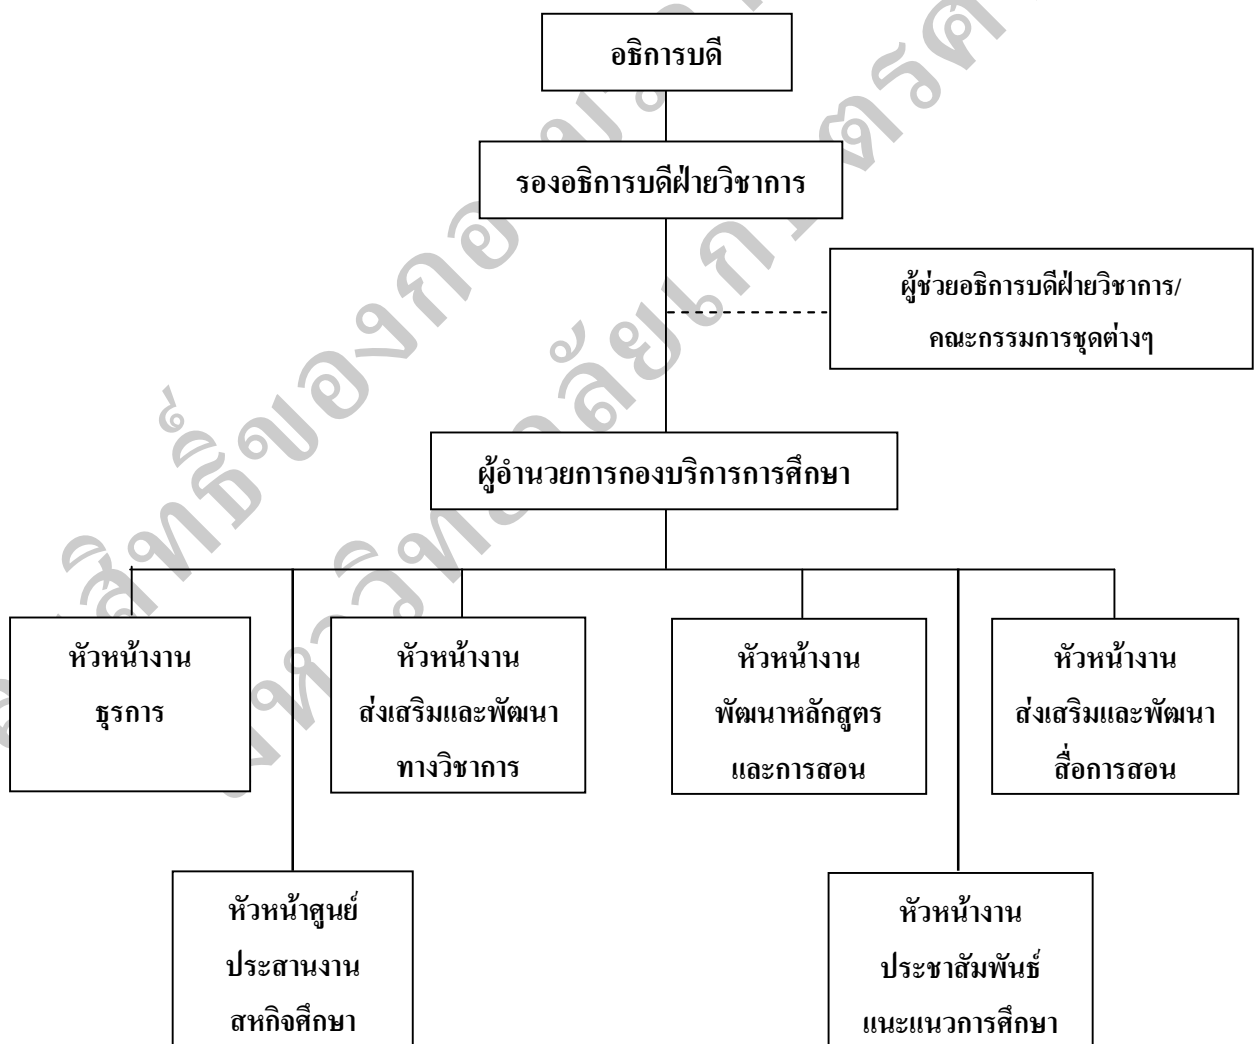 อธิการบดี
รองอธิการบดีฝ่ายวิชาการ
ผู้ช่วยอธิการบดีฝ่ายวิชาการ/
คณะกรรมการชุดต่างๆ
ผู้อำนวยการกองบริการการศึกษา
หัวหน้างาน
ธุรการ
หัวหน้างาน
ส่งเสริมและพัฒนา
ทางวิชาการ
หัวหน้างาน
พัฒนาหลักสูตร
และการสอน
หัวหน้างาน
ส่งเสริมและพัฒนา
สื่อการสอน
หัวหน้าศูนย์
ประสานงาน
สหกิจศึกษา
หัวหน้างาน
ประชาสัมพันธ์
แนะแนวการศึกษา